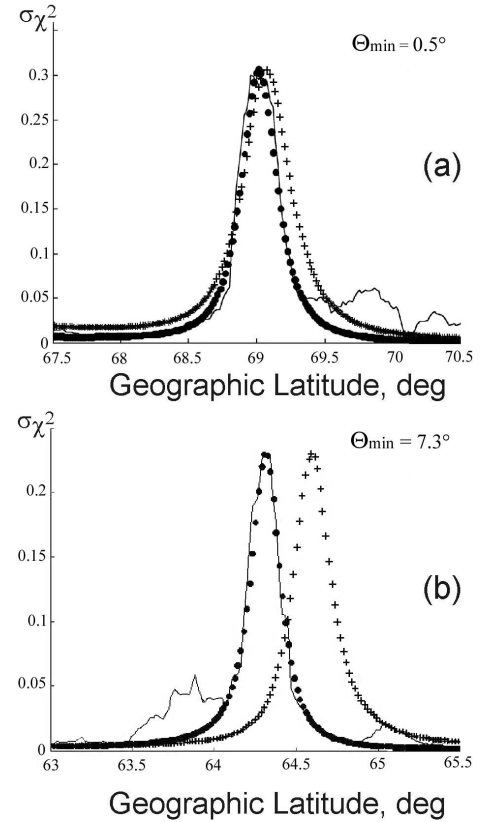 σχ²
Θmin = 0.5°
0.3
0.25
(a)
0.2
0.15
0.1
0.05
0
67.5 68 68.5 69 69.5 70 70.5
Geographic Latitude, deg
σχ²
Θmin = 7.3°
0.2
0.15
(b)
0.1
0.05
0
63 63.5 64 64.5 65 65.5
Geographic Latitude, deg